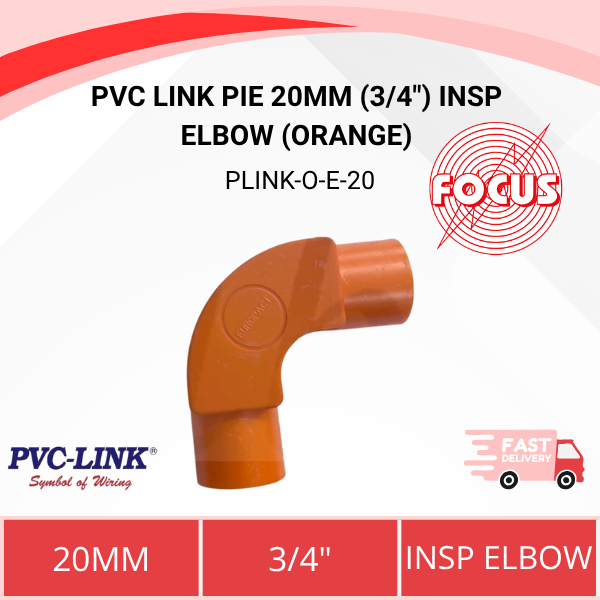 PVC LINK PIE 20MM (3/4") INSP
ELBOW (ORANGE)
PLINK-O-E-20
FOCUS
EUROPACT
PVC-LINK®
Symbol of Wiring
FAST
DELIVERY
20MM
3/4"
INSP ELBOW